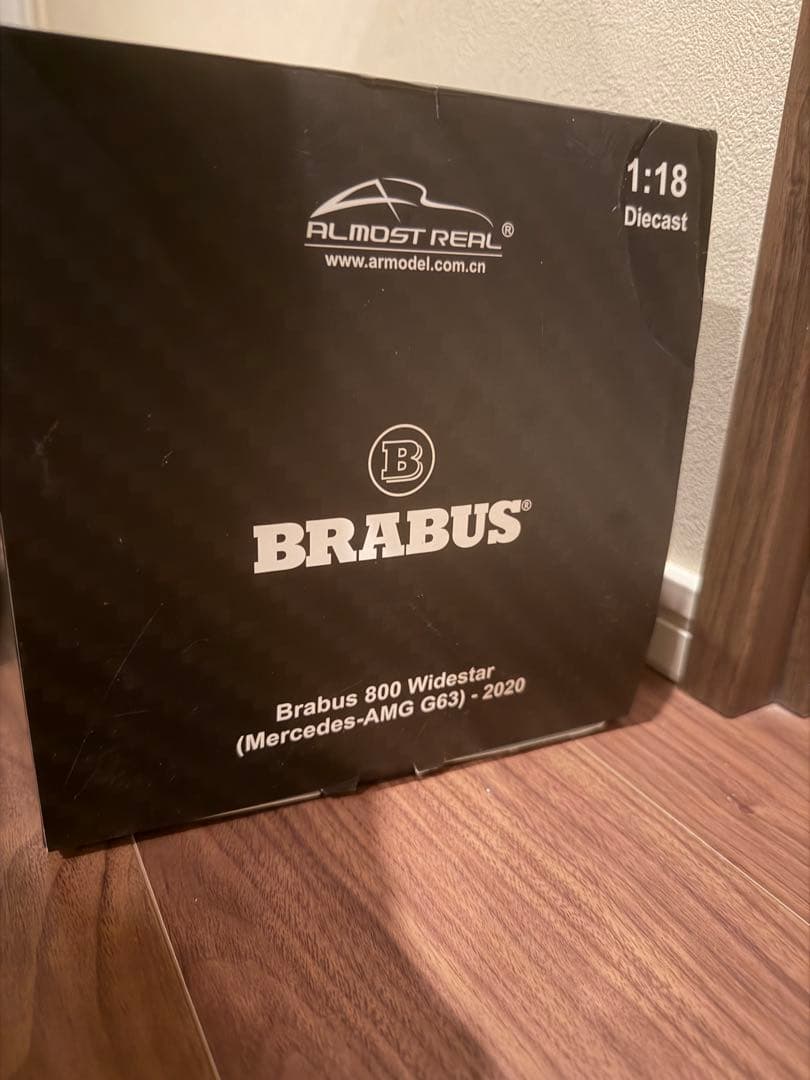 ALMOST REAL®
www.armodel.com.cn
1:18
Diecast
B
BRABUS®
Brabus 800 Widestar
(Mercedes-AMG G63) - 2020